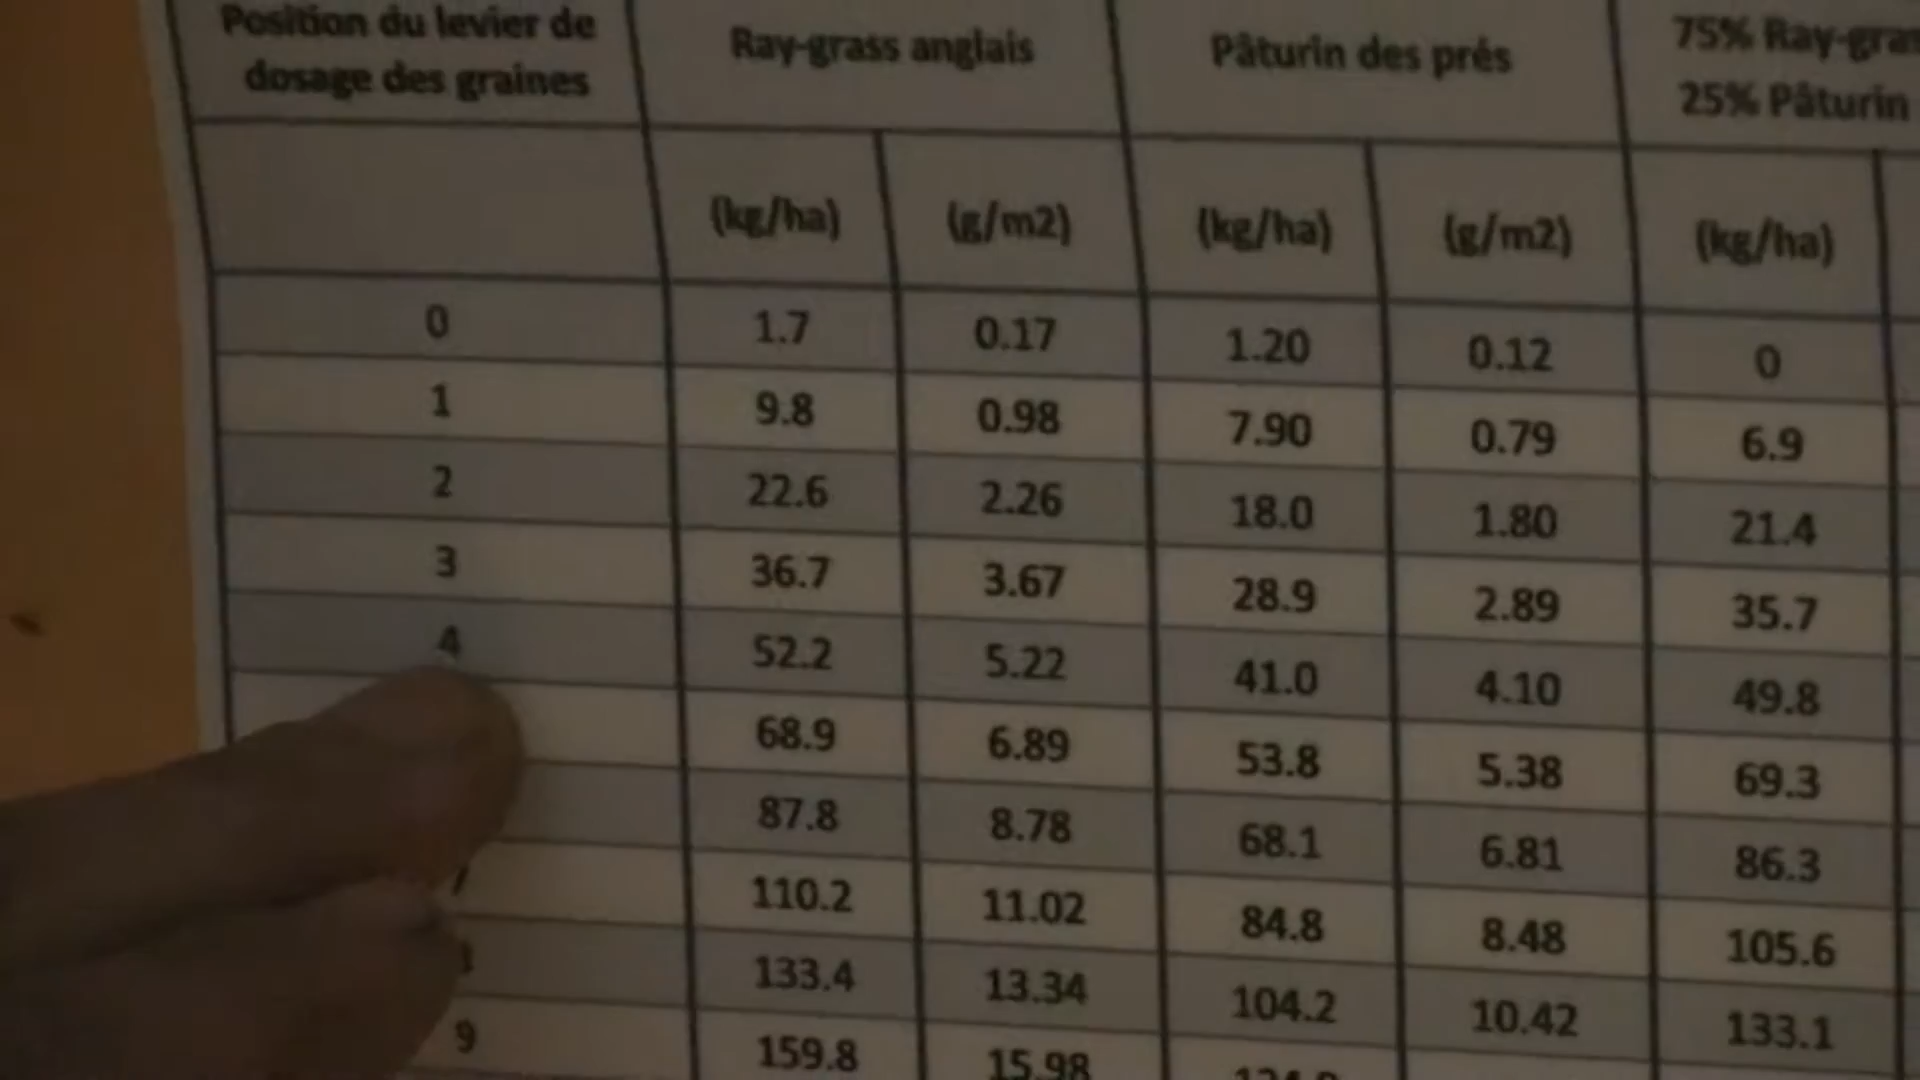 Position du levier de
dosage des graines
Ray-grass anglais
Pâturin des prés
75%
25% Pâturin
(kg/ha) (g/m2) (kg/ha) (g/m2) (kg/ha)
0 1.7 0.17 1.20 0.12 0
1 9.8 0.98 7.90 0.79 6.9
2 22.6 2.26 18.0 1.80 21.4
3 36.7 3.67 28.9 2.89 35.7
4 52.2 5.22 41.0 4.10 49.8
68.9 6.89 53.8 5.38 69.3
87.8 8.78 68.1 6.81 86.3
110.2 11.02 84.8 8.48 105.6
133.4 13.34 104.2 10.42 133.1
9 159.8 15.98